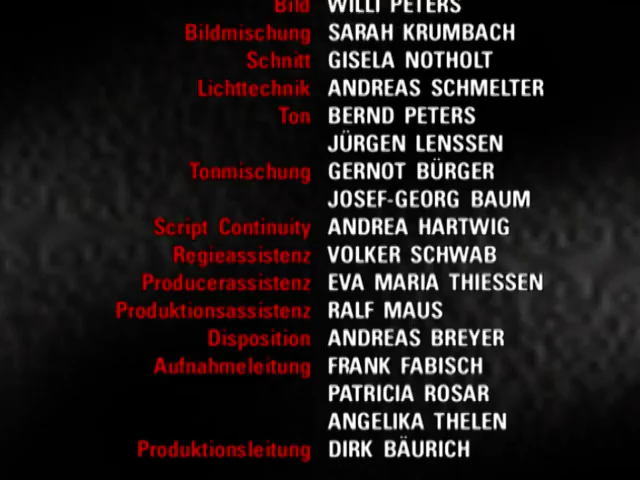 Bild WILLI PETERS
Bildmischung SARAH KRUMBACH
Schnitt GISELA NOTHOLT
Lichttechnik ANDREAS SCHMELTER
Ton BERND PETERS
JÜRGEN LENSSEN
Tonmischung GERNOT BÜRGER
JOSEF-GEORG BAUM
Script Continuity ANDREA HARTWIG
Regieassistenz VOLKER SCHWAB
Producerassistenz EVA MARIA THIESSEN
Produktionsassistenz RALF MAUS
Disposition ANDREAS BREYER
Aufnahmeleitung FRANK FABISCH
PATRICIA ROSAR
ANGELIKA THELEN
Produktionsleitung DIRK BÄURICH